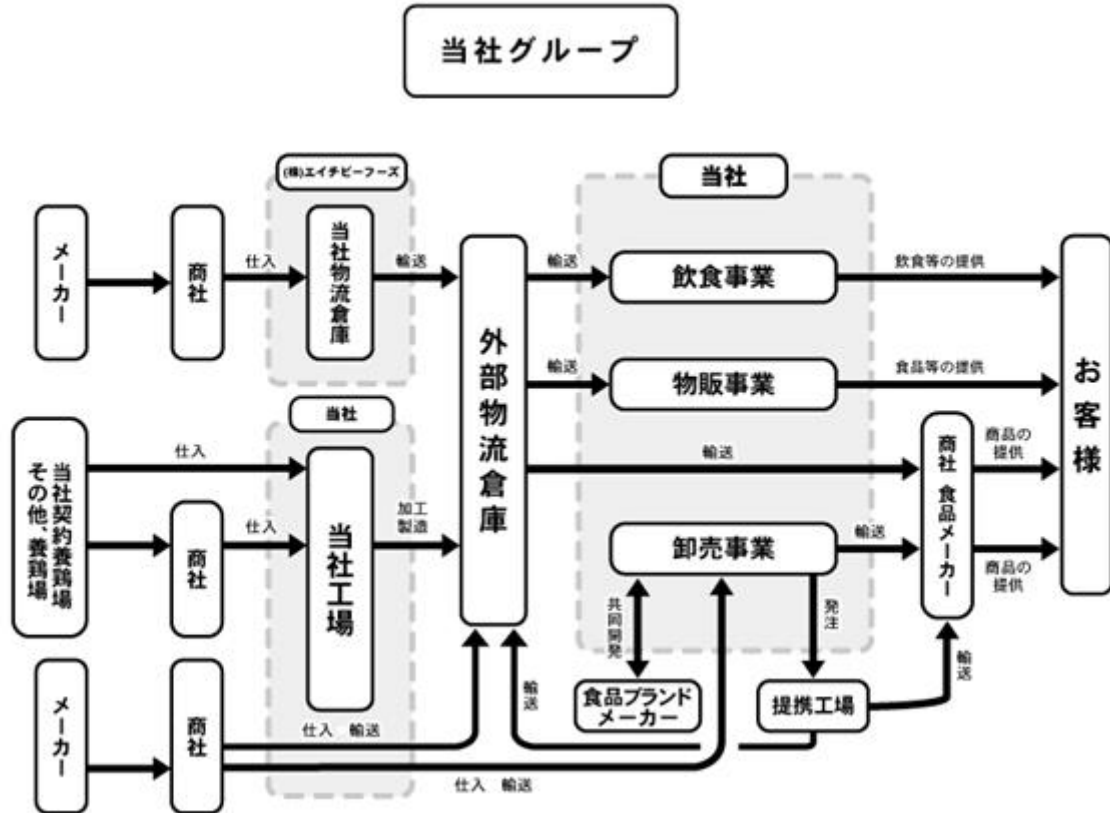 当社グループ
(株)エイチビーフーズ
当社
メーカー
商社
仕入
当社物流倉庫
輸送
外部物流倉庫
輸送
飲食事業
飲食等の提供
お客様
輸送
物販事業
食品等の提供
当社
当社契約養鶏場
その他、養鶏場
仕入
商社
仕入
当社工場
加工
製造
輸送
商社 食品メーカー
商品の
提供
卸売事業
輸送
商品の
提供
共同開発
発注
食品ブランド
メーカー
提携工場
輸送
輸送
メーカー
商社
仕入 輸送
仕入 輸送